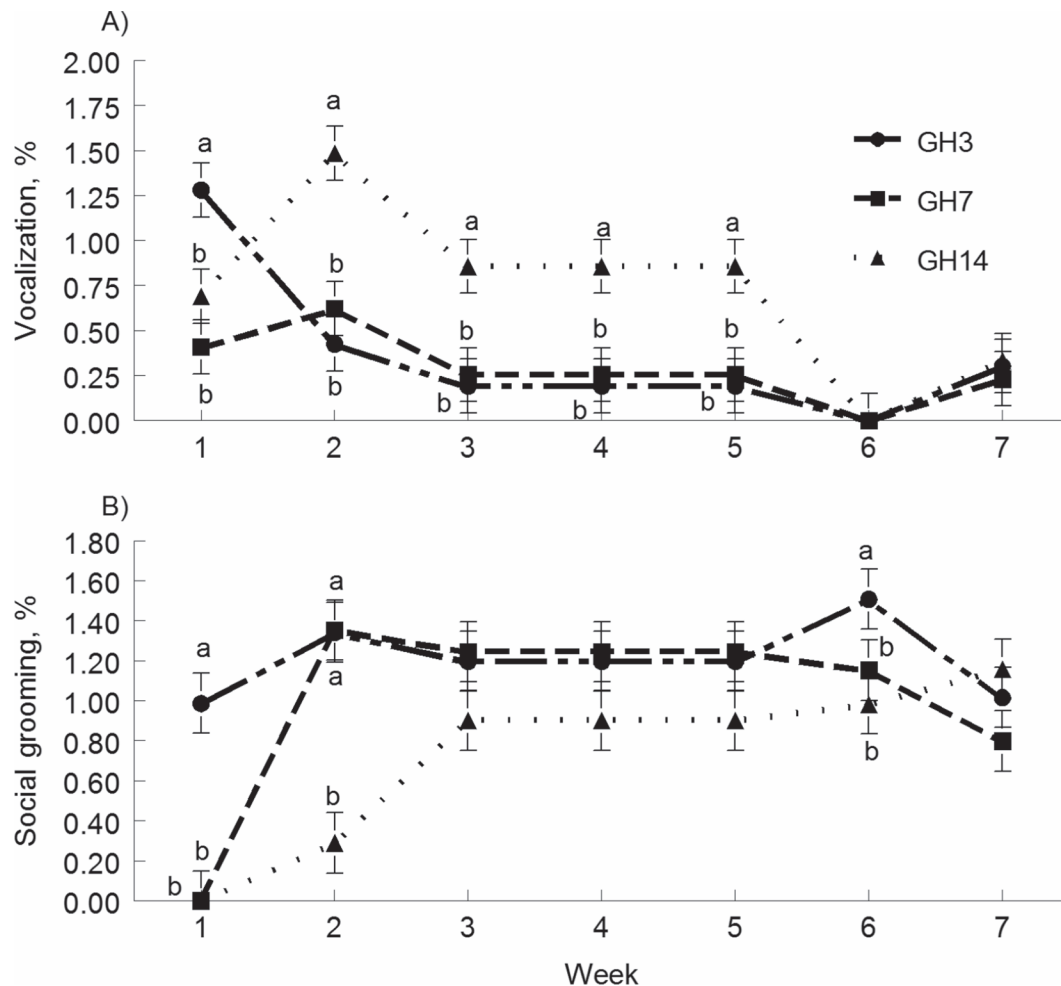 A)
Vocalization, %
2.00
1.75
1.50
1.25
1.00
0.75
0.50
0.25
0.00
a
b
b
a
b
b
a
b
b
a
b
b
a
b
b
GH3
GH7
GH14
1 2 3 4 5 6 7
B)
Social grooming, %
1.80
1.60
1.40
1.20
1.00
0.80
0.60
0.40
0.20
0.00
a
b
b
a
a
b
a
b
b
1 2 3 4 5 6 7
Week